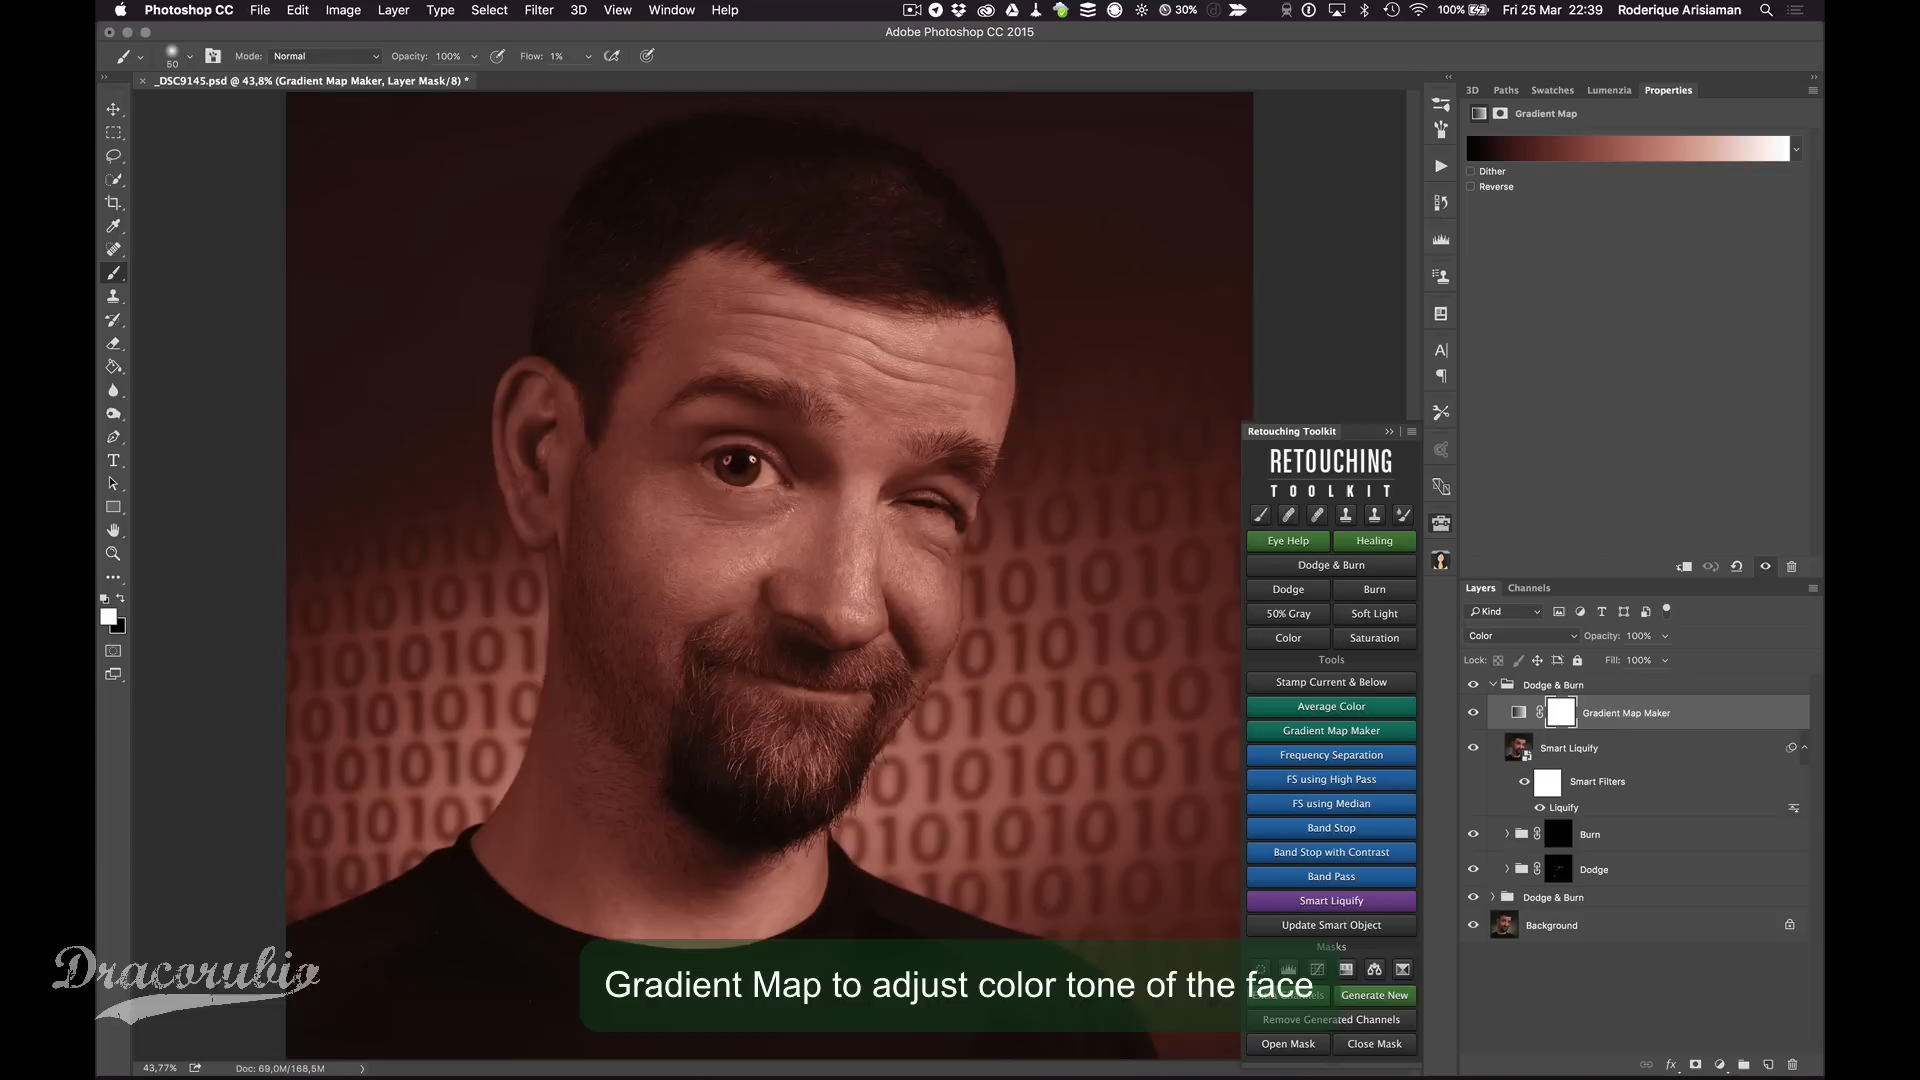 Photoshop CC File Edit Image Layer Type Select Filter 3D View Window Help 30% 100% Fri 25 Mar 22:39 Roderique Arisiaman
Adobe Photoshop CC 2015
50 Mode: Normal Opacity: 100% Flow: 1%
_DSC9145.psd @ 43,8% (Gradient Map Maker, Layer Mask/8) *
3D Paths Swatches Lumenzia Properties
Gradient Map
Dither
Reverse
Retouching Toolkit
RETOUCHING
TOOLKIT
Eye Help Healing
Dodge & Burn
Dodge Burn
50% Gray Soft Light
Color Saturation
Tools
Stamp Current & Below
Average Color
Gradient Map Maker
Frequency Separation
FS using High Pass
FS using Median
Band Stop
Band Stop with Contrast
Band Pass
Smart Liquify
Update Smart Object
Masks
Generate New
Remove Generated Channels
Open Mask Close Mask
Layers Channels
Kind
Color Opacity: 100%
Lock: Fill: 100%
Dodge & Burn
Gradient Map Maker
Smart Liquify
Smart Filters
Liquify
Burn
Dodge
Dodge & Burn
Background
Dracorubio
Gradient Map to adjust color tone of the face
43,77% Doc: 69,0M/168,5M